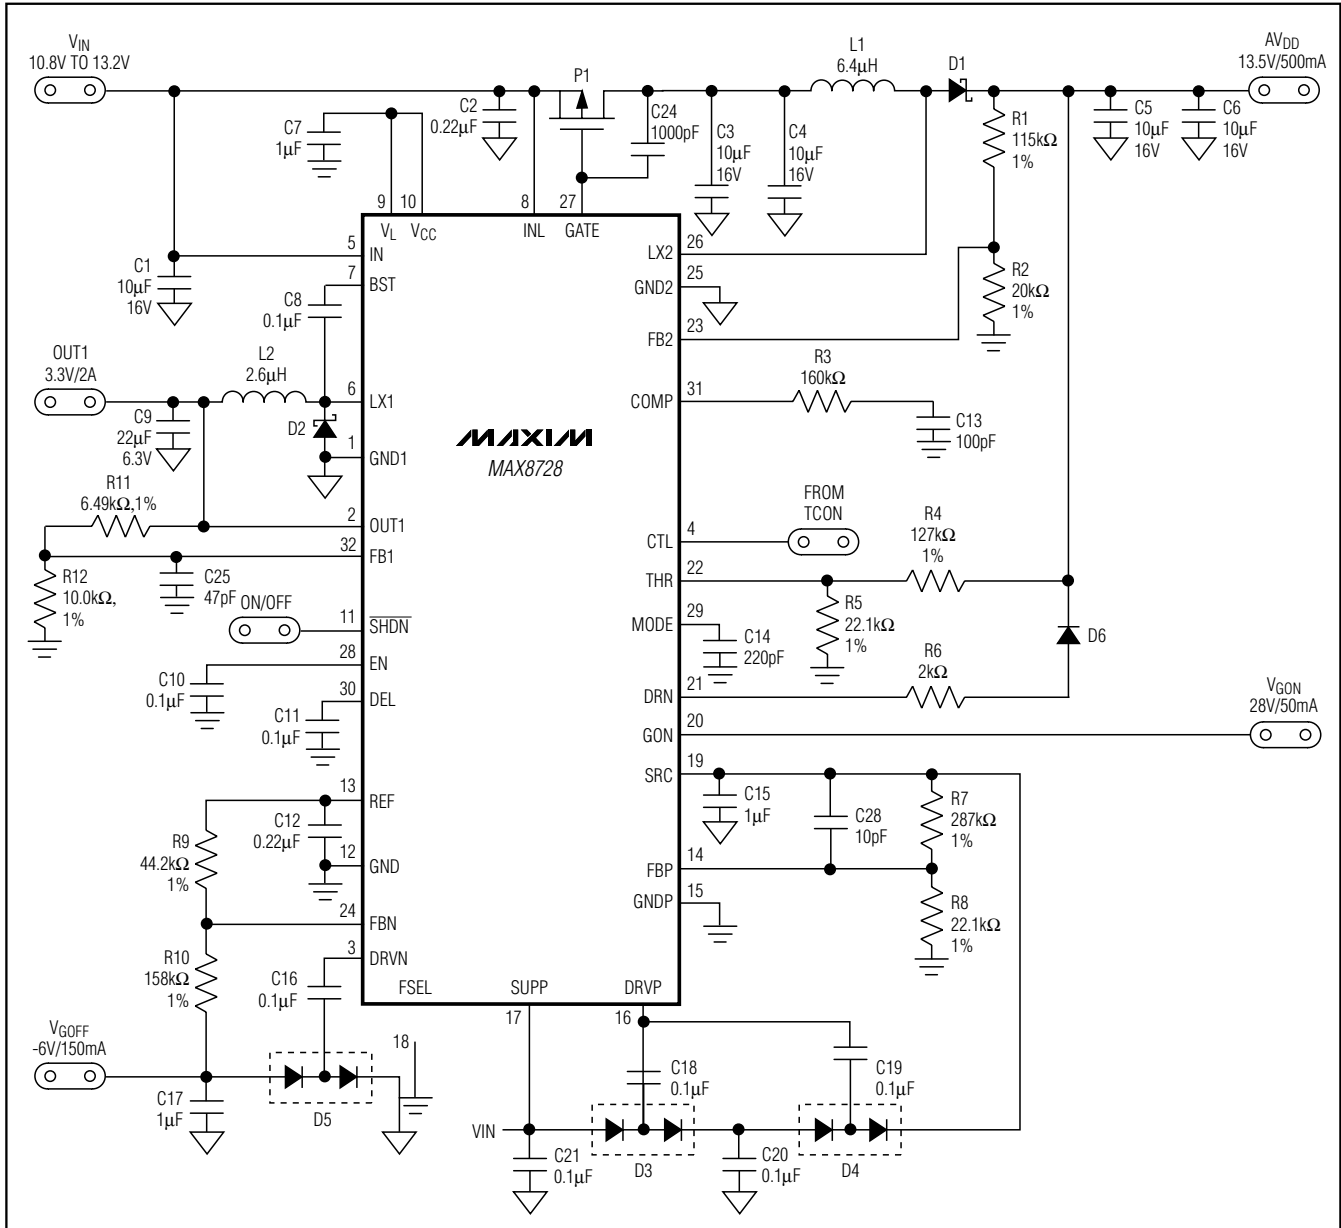 VIN
10.8V TO 13.2V
C7
1µF
C2
0.22µF
P1
C24
1000pF
C3
10µF
16V
C4
10µF
16V
L1
6.4µH
D1
R1
115kΩ
1%
C5
10µF
16V
C6
10µF
16V
AVDD
13.5V/500mA
9
10
8
27
VL
VCC
INL
GATE
5
IN
C1
10µF
16V
7
BST
C8
0.1µF
LX2
26
GND2
25
FB2
23
R2
20kΩ
1%
OUT1
3.3V/2A
L2
2.6µH
6
LX1
C9
22µF
6.3V
D2
1
GND1
MAXIM
MAX8728
COMP
31
R3
160kΩ
C13
100pF
R11
6.49kΩ,1%
2
OUT1
32
FB1
R12
10.0kΩ,
1%
C25
47pF
ON/OFF
11
SHDN
FROM
TCON
CTL
4
R4
127kΩ
1%
THR
22
R5
22.1kΩ
1%
MODE
29
C14
220pF
D6
28
EN
C10
0.1µF
30
DEL
C11
0.1µF
R6
2kΩ
DRN
21
GON
20
VGON
28V/50mA
SRC
19
C15
1µF
C28
10pF
R7
287kΩ
1%
13
REF
C12
0.22µF
R9
44.2kΩ
1%
12
GND
FBP
14
GNDP
15
R8
22.1kΩ
1%
24
FBN
R10
158kΩ
1%
3
DRVN
C16
0.1µF
FSEL
SUPP
DRVP
17
16
18
VGOFF
-6V/150mA
C17
1µF
D5
C18
0.1µF
C19
0.1µF
VIN
C21
0.1µF
D3
C20
0.1µF
D4